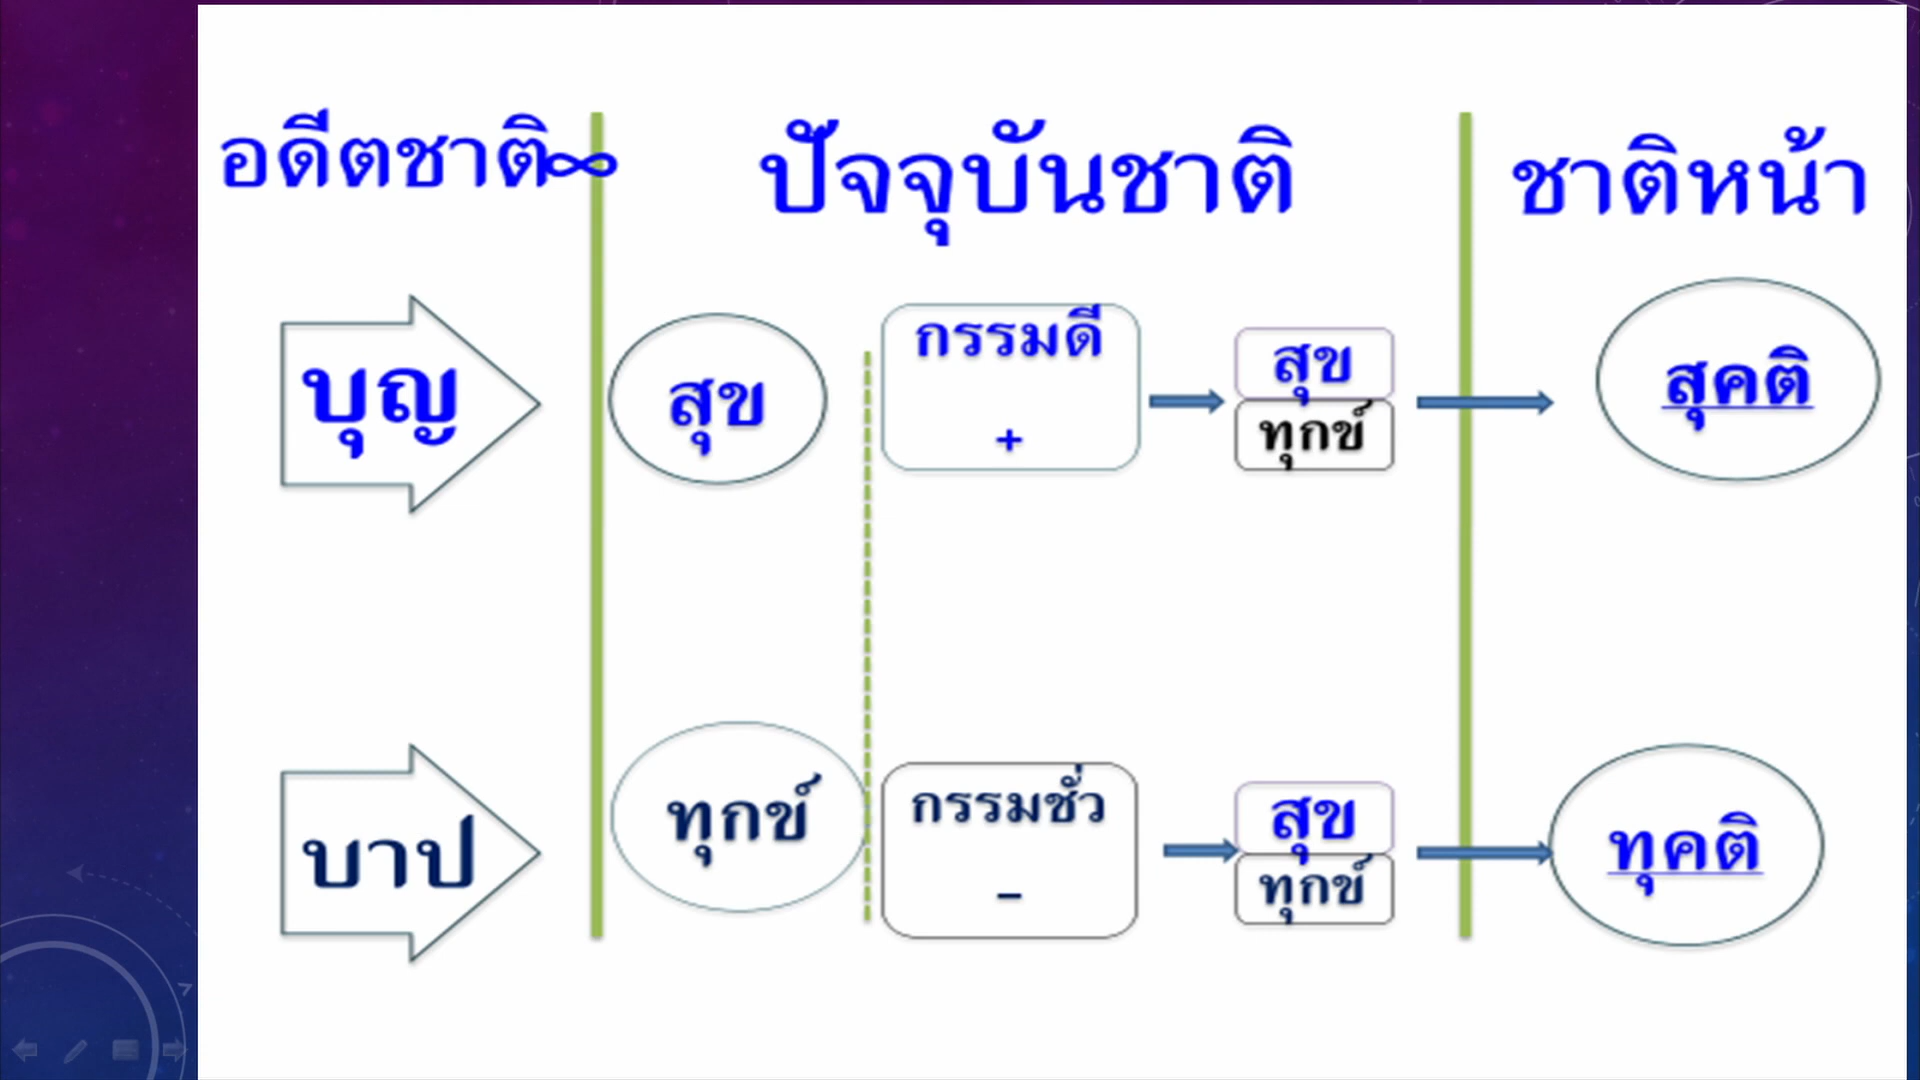 อดีตชาติ∞
ปัจจุบันชาติ
ชาติหน้า
บุญ
สุข
กรรมดี
+
สุข
ทุกข์
สุคติ
บาป
ทุกข์
กรรมชั่ว
-
สุข
ทุกข์
ทุคติ